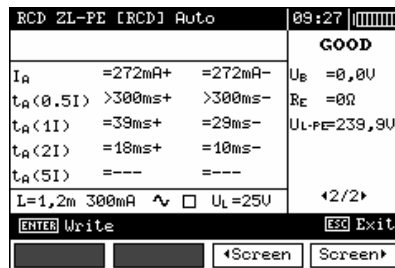 RCD ZL-PE [RCD] Auto 09:27
GOOD
IA =272mA+ =272mA- UB =0,0V
tA(0.5I) >300ms+ >300ms- RE =0Ω
tA(1I) =39ms+ =29ms- UL-PE=239,9V
tA(2I) =18ms+ =10ms-
tA(5I) =--- =---
L=1,2m 300mA UL=25V 2/2
ENTER Write ESC Exit
Screen Screen